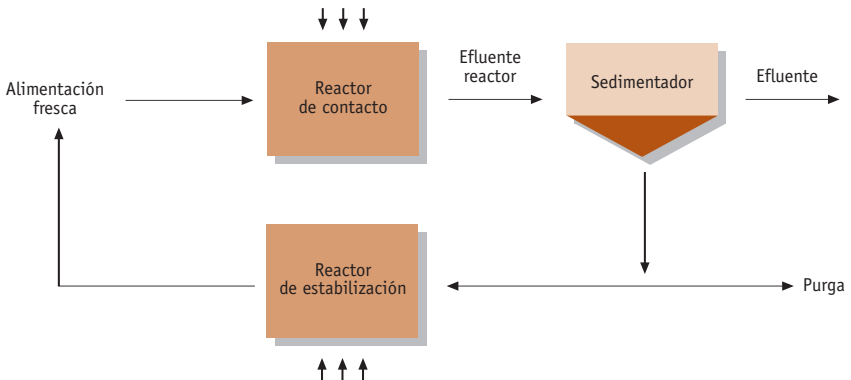 Alimentación
fresca
Reactor
de contacto
Efluente
reactor
Sedimentador
Efluente
Reactor
de estabilización
Purga